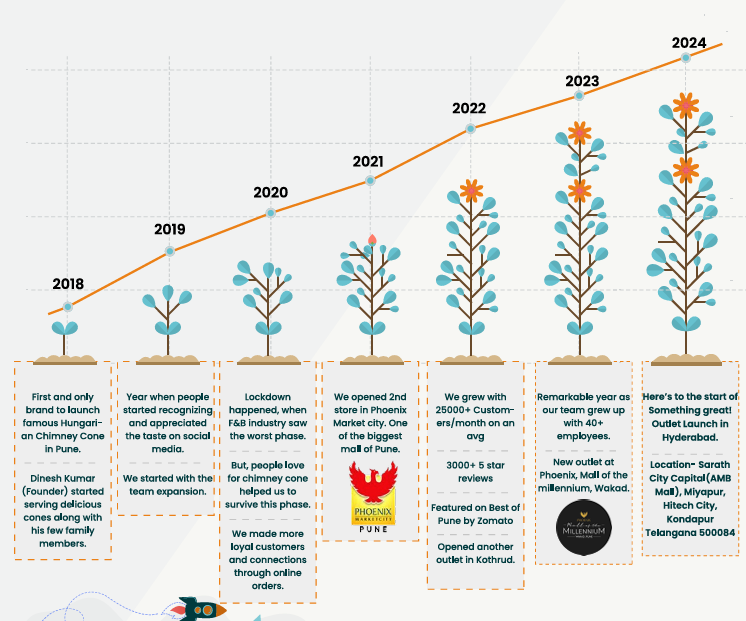 2024
2023
2022
2021
2020
2019
2018
First and only
brand to launch
famous Hungari-
an Chimney Cone
in Pune.
Dinesh Kumar
(Founder) started
serving delicious
cones along with
his few family
members.
Year when people
started recognizing
and appreciated
the taste on social
media.
We started with the
team expansion.
Lockdown
happened, when
F&B industry saw
the worst phase.
But, people love
for chimney cone
helped us to
survive this phase.
We made more
loyal customers
and connections
through online
orders.
We opened 2nd
store in Phoenix
Market city. One
of the biggest
mall of Pune.
PHOENIX
MARKETCITY
PUNE
We grew with
25000+ Custom-
ers/month on an
avg
3000+ 5 star
reviews
Featured on Best of
Pune by Zomato
Opened another
outlet in Kothrud.
Remarkable year as
our team grew up
with 40+
employees.
New outlet at
Phoenix, Mall of the
millennium, Wakad.
MILLENNIUM
Here's to the start of
Something great!
Outlet Launch in
Hyderabad.
Location- Sarath
City Capital(AMB
Mall), Miyapur,
Hitech City,
Kondapur
Telangana 500084